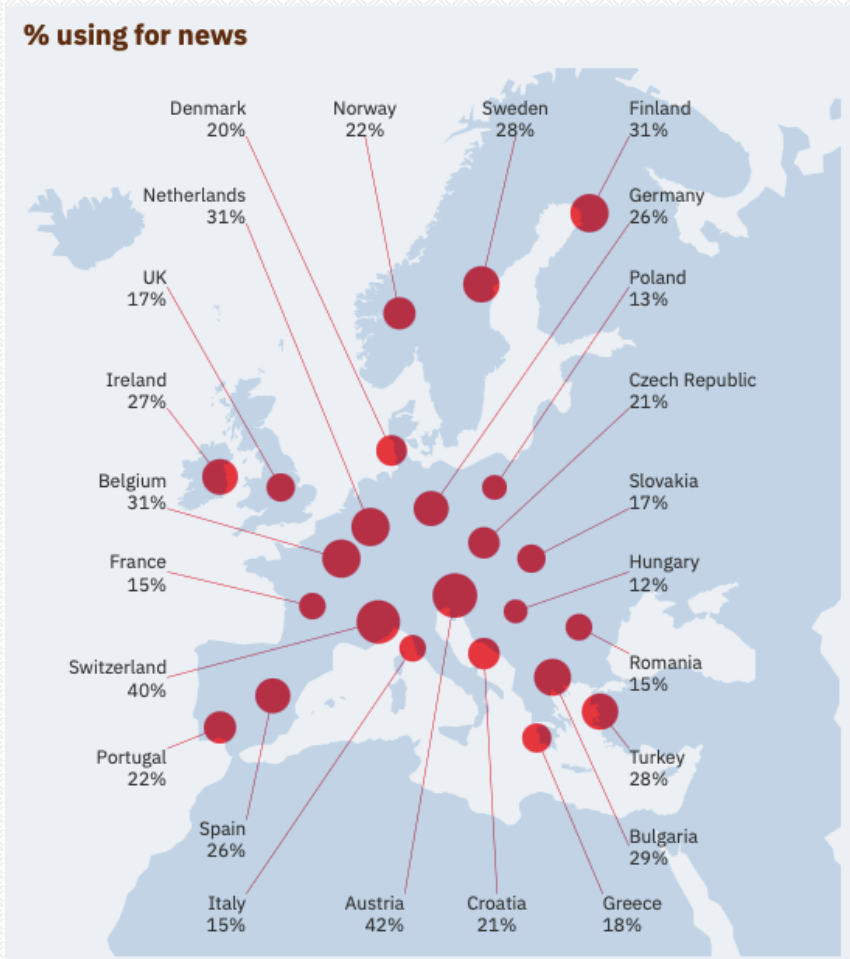 % using for news
Denmark
20%
Norway
22%
Sweden
28%
Finland
31%
Netherlands
31%
Germany
26%
UK
17%
Poland
13%
Ireland
27%
Czech Republic
21%
Belgium
31%
Slovakia
17%
France
15%
Hungary
12%
Switzerland
40%
Romania
15%
Portugal
22%
Turkey
28%
Spain
26%
Bulgaria
29%
Italy
15%
Austria
42%
Croatia
21%
Greece
18%